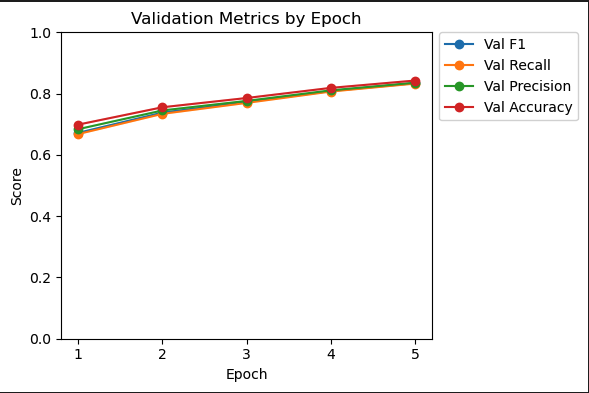 Validation Metrics by Epoch
1.0
0.8
0.6
0.4
0.2
0.0
Score
1 2 3 4 5
Epoch
Val F1
Val Recall
Val Precision
Val Accuracy